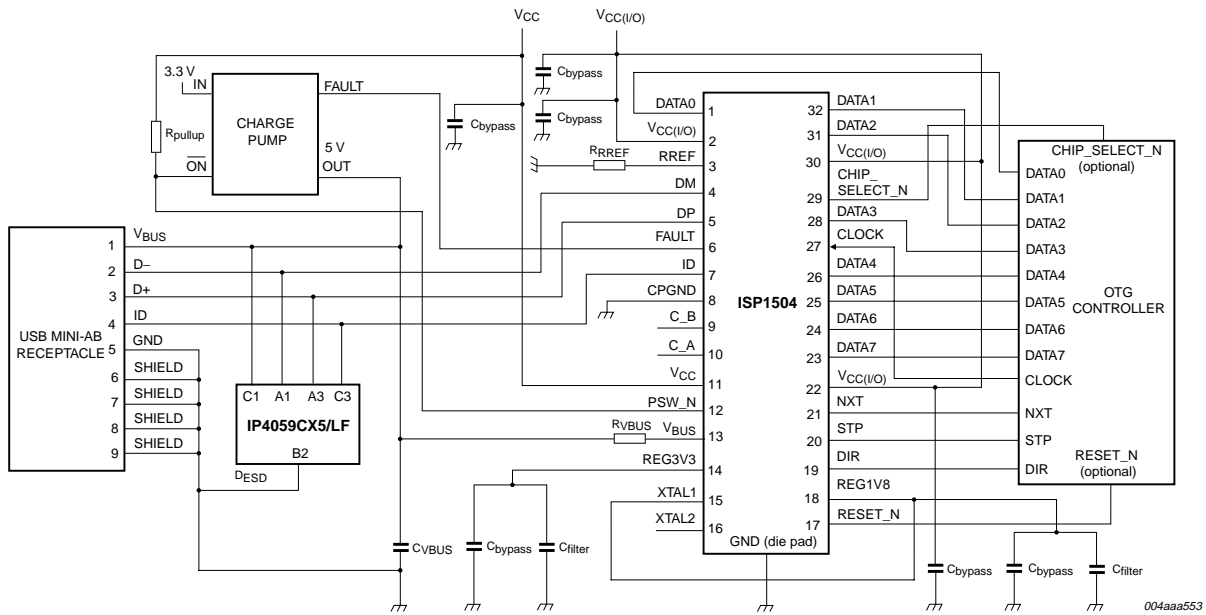 VCC
VCC(I/O)
3.3 V
IN
FAULT
CHARGE
PUMP
Rpullup
ON
5 V
OUT
Cbypass
Cbypass
Cbypass
RRREF
USB MINI-AB
RECEPTACLE
1 VBUS
2 D−
3 D+
4 ID
5 GND
6 SHIELD
7 SHIELD
8 SHIELD
9 SHIELD
C1 A1 A3 C3
IP4059CX5/LF
B2
DESD
CVBUS
RVBUS
Cbypass
Cfilter
DATA0 1
VCC(I/O) 2
RREF 3
DM 4
DP 5
FAULT 6
ID 7
CPGND 8
C_B 9
C_A 10
VCC 11
PSW_N 12
VBUS 13
REG3V3 14
XTAL1 15
XTAL2 16
ISP1504
GND (die pad)
32 DATA1
31 DATA2
30 VCC(I/O)
29 CHIP_
SELECT_N
28 DATA3
27 CLOCK
26 DATA4
25 DATA5
24 DATA6
23 DATA7
22 VCC(I/O)
21 NXT
20 STP
19 DIR
18 REG1V8
17 RESET_N
CHIP_SELECT_N
(optional)
DATA0
DATA1
DATA2
DATA3
DATA4
DATA5
DATA6
DATA7
CLOCK
NXT
STP
DIR
OTG
CONTROLLER
RESET_N
(optional)
Cbypass
Cbypass
Cfilter
004aaa553